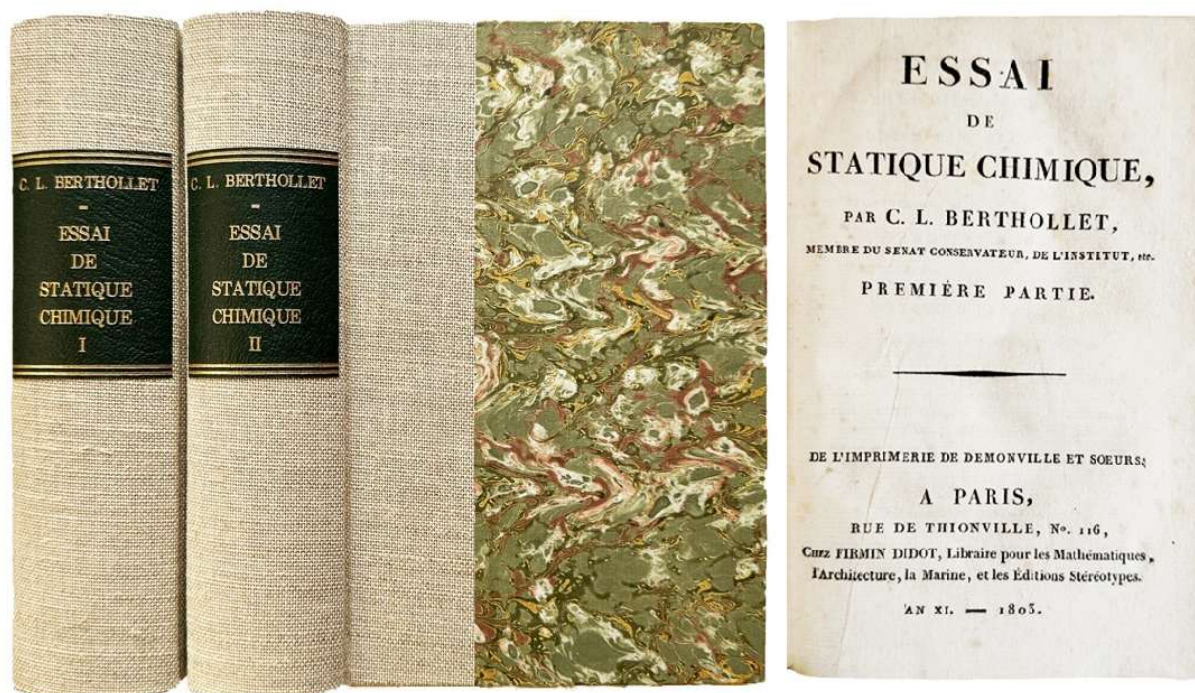 C. L. BERTHOLLET
-
ESSAI
DE
STATIQUE
CHIMIQUE
I
C. L. BERTHOLLET
-
ESSAI
DE
STATIQUE
CHIMIQUE
II
ESSAI
DE
STATIQUE CHIMIQUE,
PAR C. L. BERTHOLLET,
MEMBRE DU SENAT CONSERVATEUR, DE L'INSTITUT, etc.
PREMIÉRE PARTIE.
DE L'IMPRIMERIE DE DEMONVILLE ET SOEURS;
A PARIS,
RUE DE THIONVILLE, No. 116,
Chez FIRMIN DIDOT, Libraire pour les Mathématiques,
l'Architecture, la Marine, et les Éditions Stéréotypes.
AN XI. — 1803.